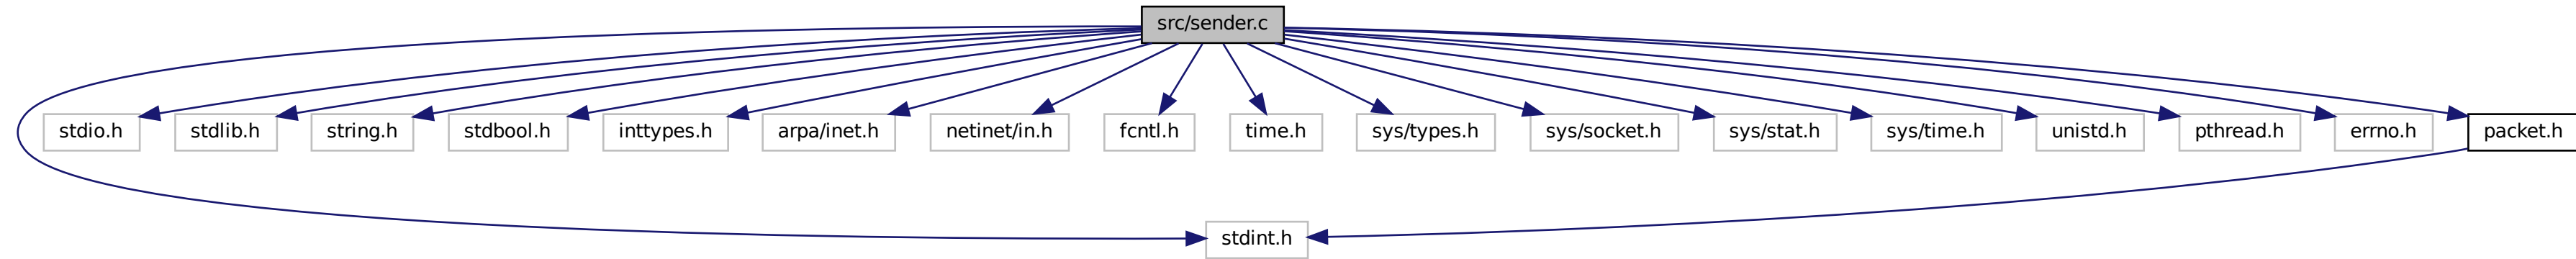 src/sender.c
stdio.h
stdlib.h
string.h
stdbool.h
inttypes.h
arpa/inet.h
netinet/in.h
fcntl.h
time.h
sys/types.h
sys/socket.h
sys/stat.h
sys/time.h
unistd.h
pthread.h
errno.h
packet.h
stdint.h